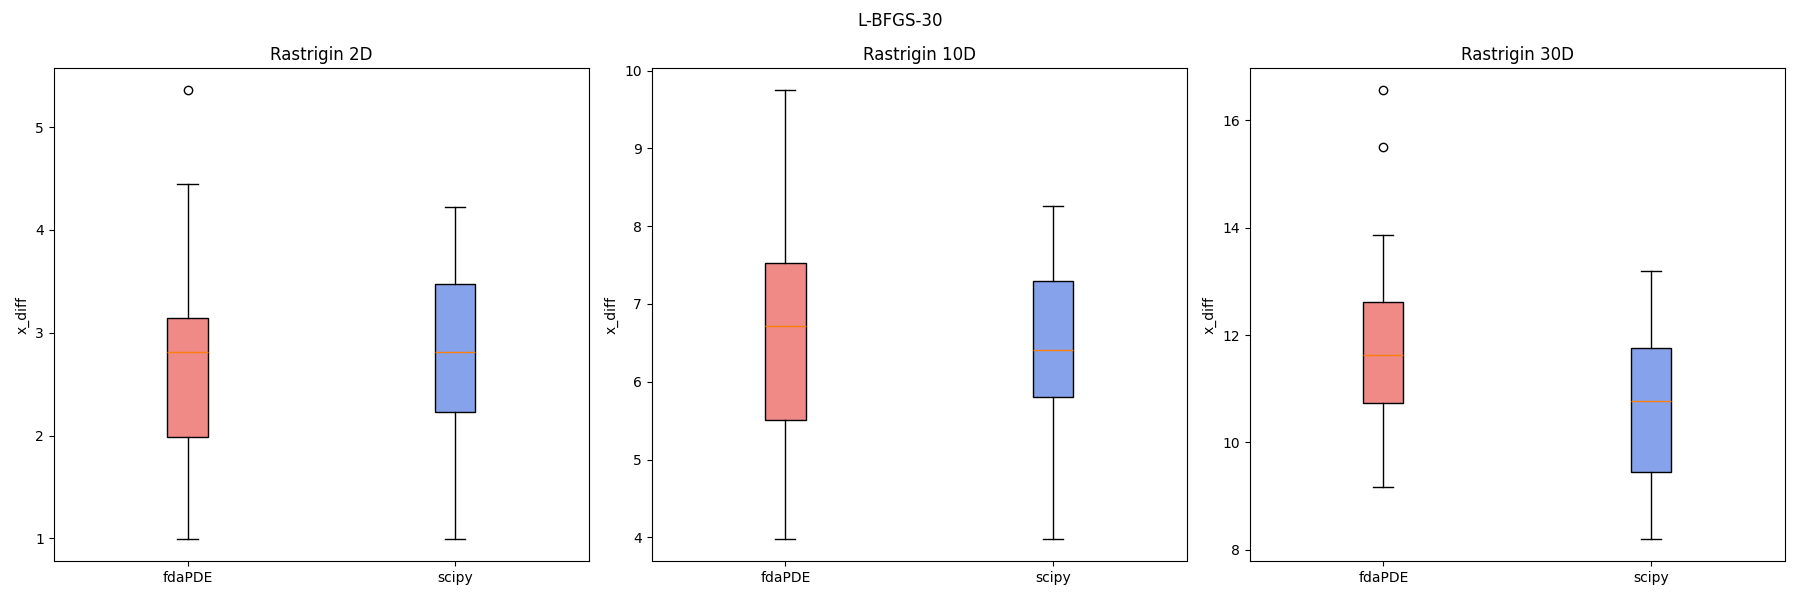 L-BFGS-30
Rastrigin 2D
x_diff
5
4
3
2
1
fdaPDE
scipy
Rastrigin 10D
x_diff
10
9
8
7
6
5
4
fdaPDE
scipy
Rastrigin 30D
x_diff
16
14
12
10
8
fdaPDE
scipy